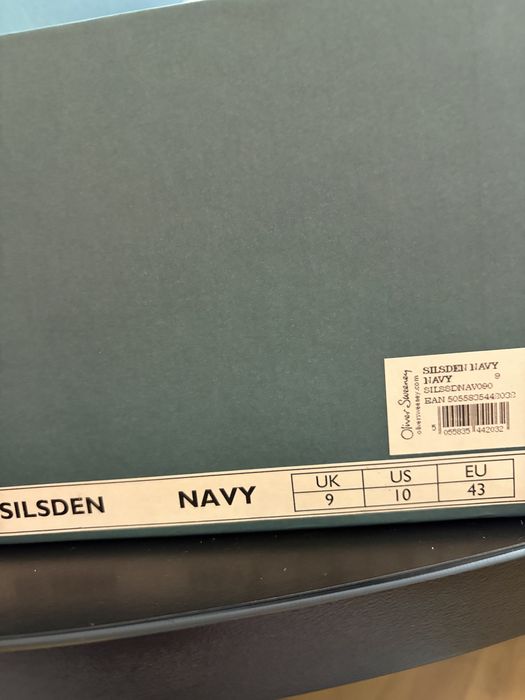 Oliver Sweeney
oliversweeney.com
SILSDEN NAVY
NAVY 9
SILSSDNAV090
EAN 5055835442032
5 055835 442032
SILSDEN NAVY
UK US EU
9 10 43